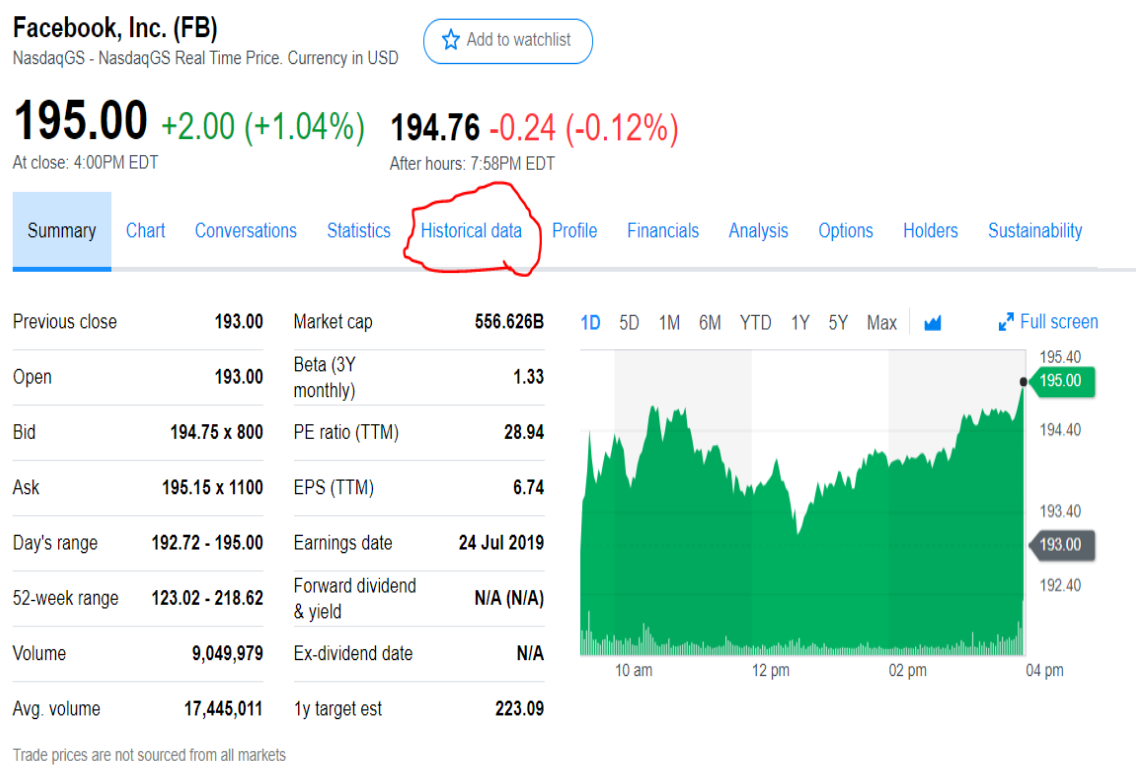 Facebook, Inc. (FB)
Add to watchlist
NasdaqGS - NasdaqGS Real Time Price. Currency in USD
195.00 +2.00 (+1.04%)
194.76 -0.24 (-0.12%)
At close: 4:00PM EDT
After hours: 7:58PM EDT
Summary Chart Conversations Statistics Historical data Profile Financials Analysis Options Holders Sustainability
Previous close 193.00
Open 193.00
Bid 194.75 x 800
Ask 195.15 x 1100
Day's range 192.72 - 195.00
52-week range 123.02 - 218.62
Volume 9,049,979
Avg. volume 17,445,011
Market cap 556.626B
Beta (3Y
monthly) 1.33
PE ratio (TTM) 28.94
EPS (TTM) 6.74
Earnings date 24 Jul 2019
Forward dividend
& yield N/A (N/A)
Ex-dividend date N/A
1y target est 223.09
1D 5D 1M 6M YTD 1Y 5Y Max Full screen
195.40
195.00
194.40
193.40
193.00
192.40
10 am 12 pm 02 pm 04 pm
Trade prices are not sourced from all markets